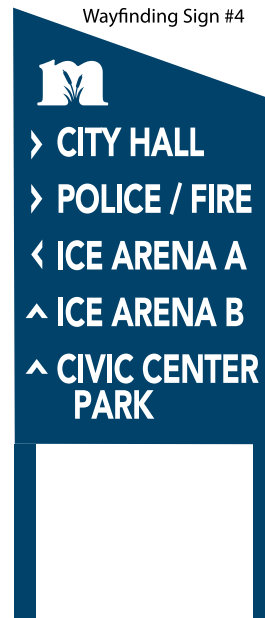 Wayfinding Sign #4
m
> CITY HALL
> POLICE / FIRE
< ICE ARENA A
^ ICE ARENA B
^ CIVIC CENTER
PARK